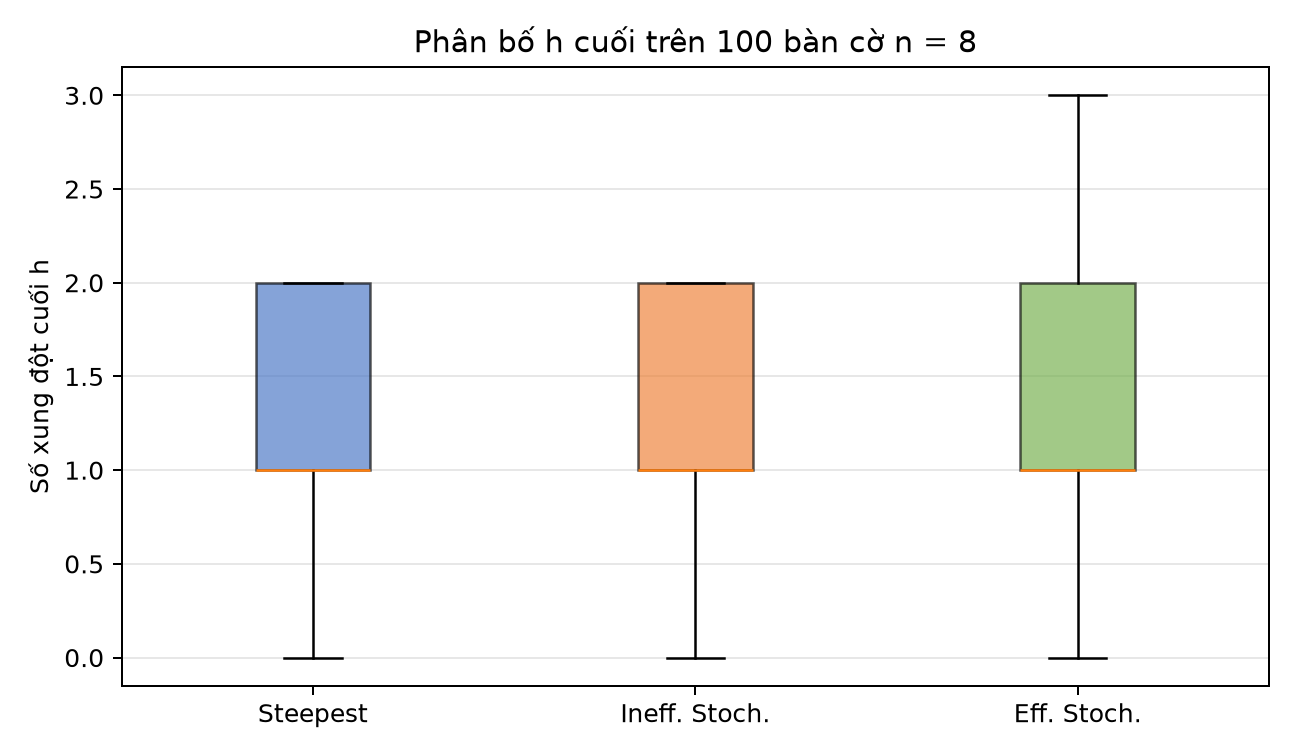 Phân bố h cuối trên 100 bàn cờ n = 8
Số xung đột cuối h
3.0
2.5
2.0
1.5
1.0
0.5
0.0
Steepest
Ineff. Stoch.
Eff. Stoch.